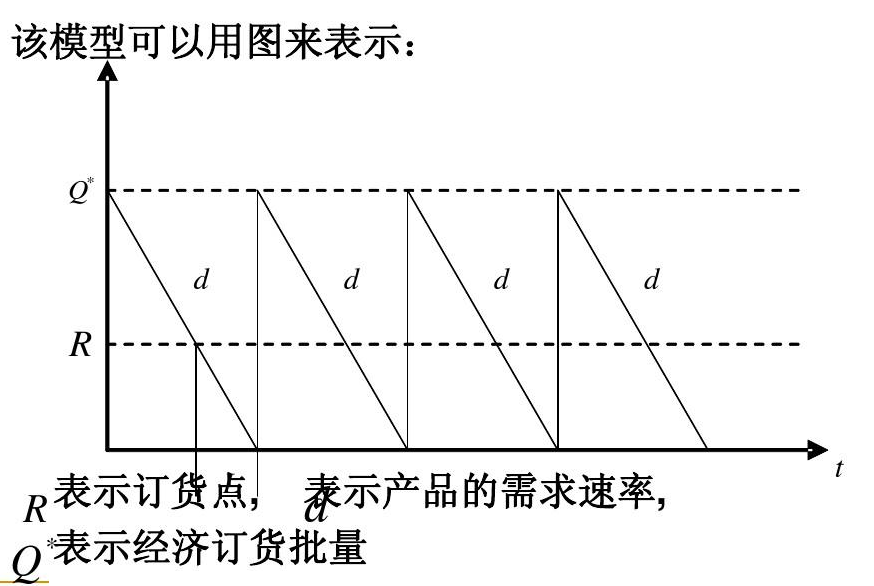 该模型可以用图来表示：
Q*
d d d d
R
t
R表示订货点， d表示产品的需求速率，
Q*表示经济订货批量